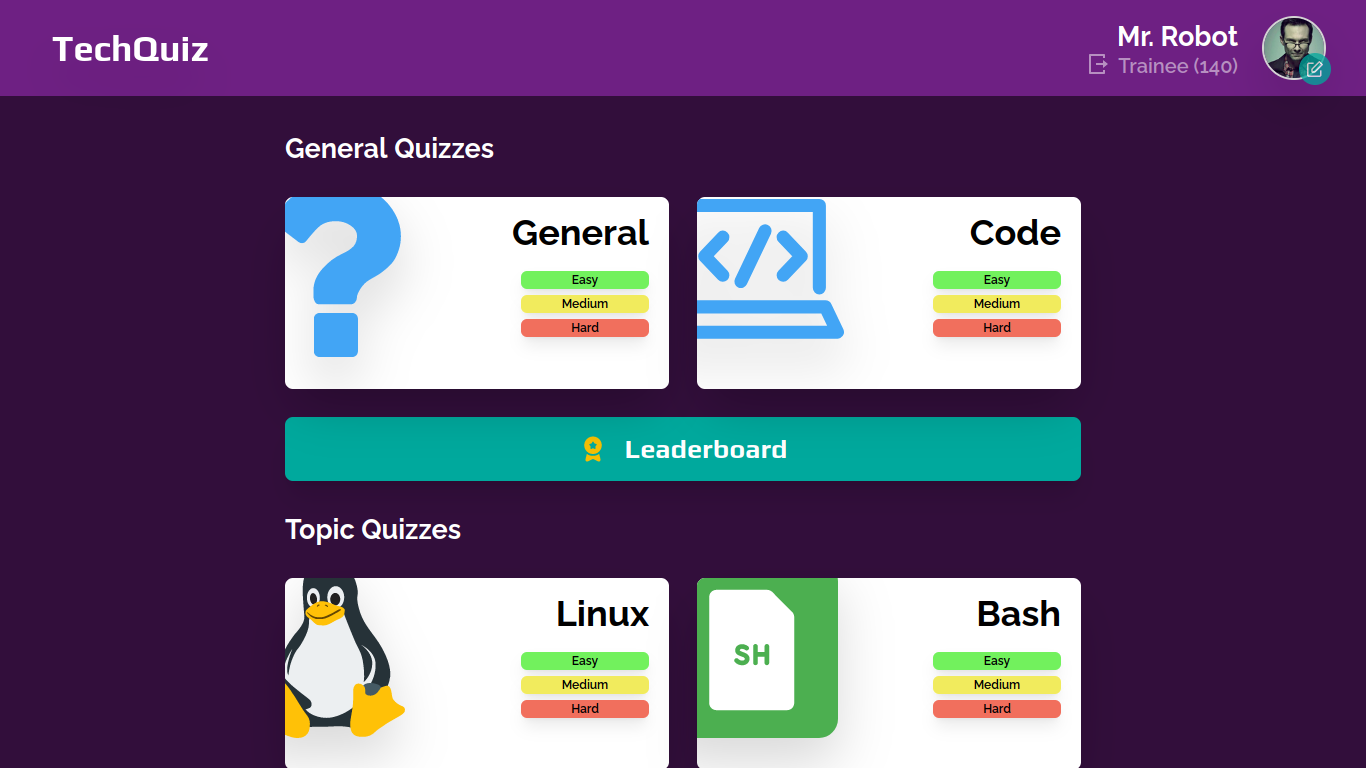 TechQuiz
Mr. Robot
Trainee (140)
General Quizzes
General
Easy
Medium
Hard
Code
Easy
Medium
Hard
Leaderboard
Topic Quizzes
Linux
Easy
Medium
Hard
SH
Bash
Easy
Medium
Hard